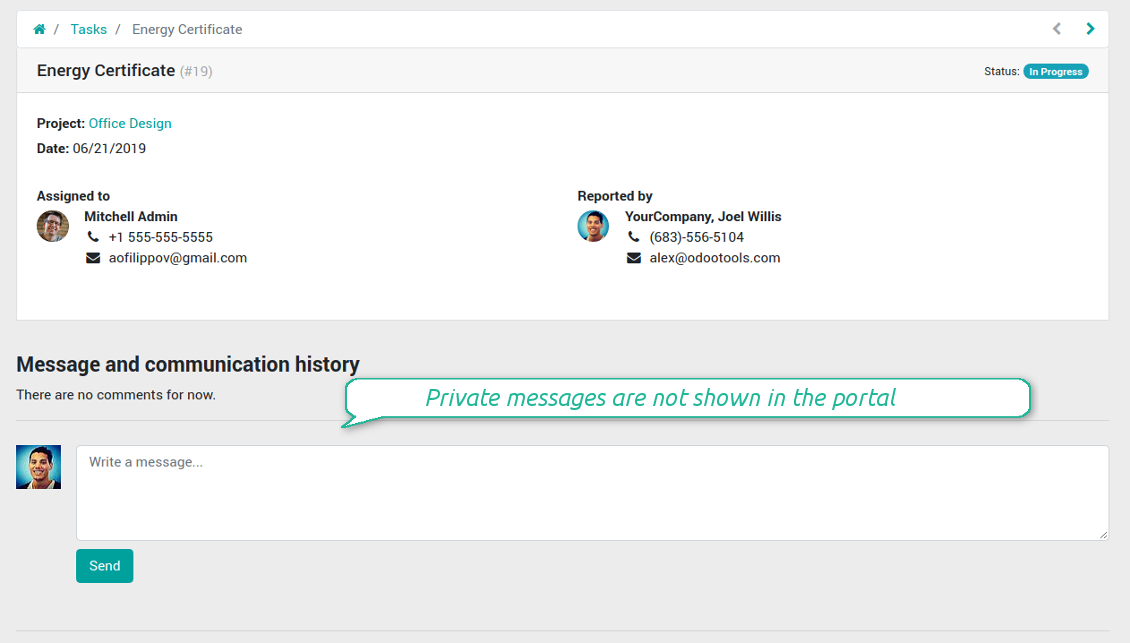 / Tasks / Energy Certificate
Energy Certificate (#19) Status: In Progress
Project: Office Design
Date: 06/21/2019
Assigned to
Mitchell Admin
+1 555-555-5555
aofilippov@gmail.com
Reported by
YourCompany, Joel Willis
(683)-556-5104
alex@odootools.com
Message and communication history
There are no comments for now.
Private messages are not shown in the portal
Write a message...
Send